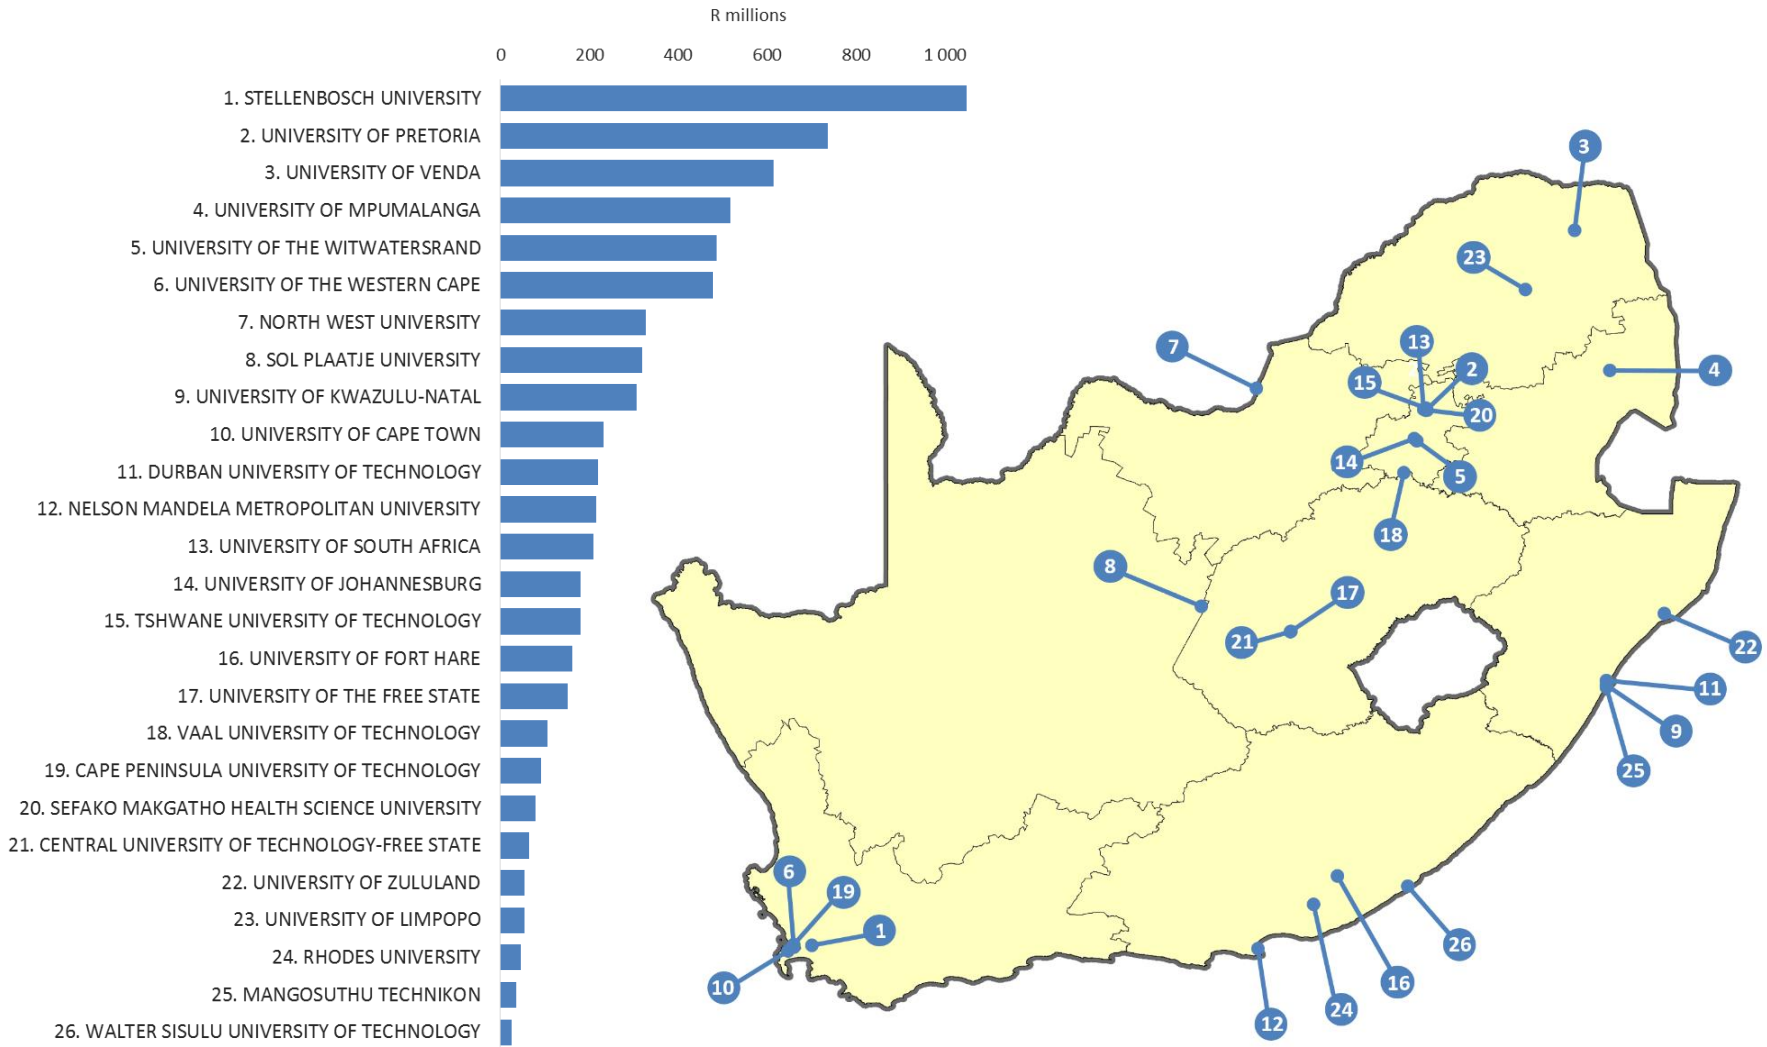 R millions
0 200 400 600 800 1 000
1. STELLENBOSCH UNIVERSITY
2. UNIVERSITY OF PRETORIA
3. UNIVERSITY OF VENDA
4. UNIVERSITY OF MPUMALANGA
5. UNIVERSITY OF THE WITWATERSRAND
6. UNIVERSITY OF THE WESTERN CAPE
7. NORTH WEST UNIVERSITY
8. SOL PLAATJE UNIVERSITY
9. UNIVERSITY OF KWAZULU-NATAL
10. UNIVERSITY OF CAPE TOWN
11. DURBAN UNIVERSITY OF TECHNOLOGY
12. NELSON MANDELA METROPOLITAN UNIVERSITY
13. UNIVERSITY OF SOUTH AFRICA
14. UNIVERSITY OF JOHANNESBURG
15. TSHWANE UNIVERSITY OF TECHNOLOGY
16. UNIVERSITY OF FORT HARE
17. UNIVERSITY OF THE FREE STATE
18. VAAL UNIVERSITY OF TECHNOLOGY
19. CAPE PENINSULA UNIVERSITY OF TECHNOLOGY
20. SEFAKO MAKGATHO HEALTH SCIENCE UNIVERSITY
21. CENTRAL UNIVERSITY OF TECHNOLOGY-FREE STATE
22. UNIVERSITY OF ZULULAND
23. UNIVERSITY OF LIMPOPO
24. RHODES UNIVERSITY
25. MANGOSUTHU TECHNIKON
26. WALTER SISULU UNIVERSITY OF TECHNOLOGY
3
23
13
7
2
4
15
20
14
5
18
8
17
21
22
11
9
25
6
19
1
26
16
10
24
12